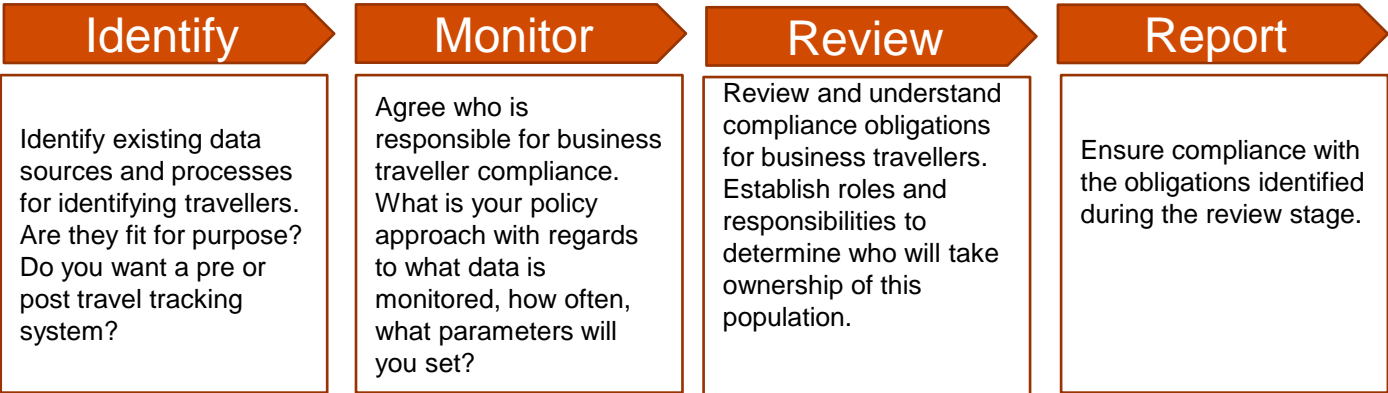 Identify
Identify existing data
sources and processes
for identifying travellers.
Are they fit for purpose?
Do you want a pre or
post travel tracking
system?
Monitor
Agree who is
responsible for business
traveller compliance.
What is your policy
approach with regards
to what data is
monitored, how often,
what parameters will
you set?
Review
Review and understand
compliance obligations
for business travellers.
Establish roles and
responsibilities to
determine who will take
ownership of this
population.
Report
Ensure compliance with
the obligations identified
during the review stage.